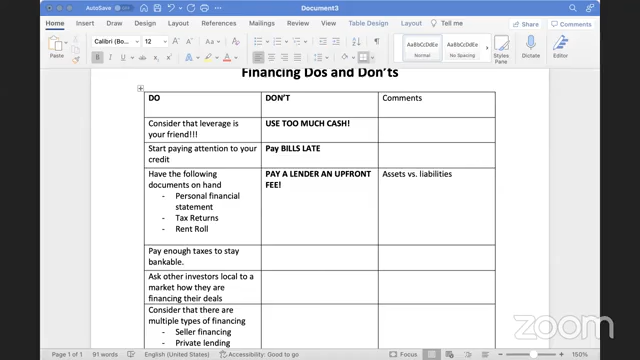 AutoSave
OFF
Document3
Home
Insert
Draw
Design
Layout
References
Mailings
Review
View
Table Design
Layout
Tell me
Share
Comments
Paste
Calibri (Bo...
12
AaBbCcDdEe
Normal
AaBbCcDdEe
No Spacing
Styles
Pane
Dictate
Editor
Financing Dos and Don'ts
DO
DON'T
Comments
Consider that leverage is
your friend!!!
USE TOO MUCH CASH!
Start paying attention to your
credit
Pay BILLS LATE
Have the following
documents on hand
- Personal financial
statement
- Tax Returns
- Rent Roll
PAY A LENDER AN UPFRONT
FEE!
Assets vs. liabilities
Pay enough taxes to stay
bankable.
Ask other investors local to a
market how they are
financing their deals
Consider that there are
multiple types of financing
- Seller financing
- Private lending
zoom
Page 1 of 1
91 words
English (United States)
Accessibility: Good to go
Focus
150%